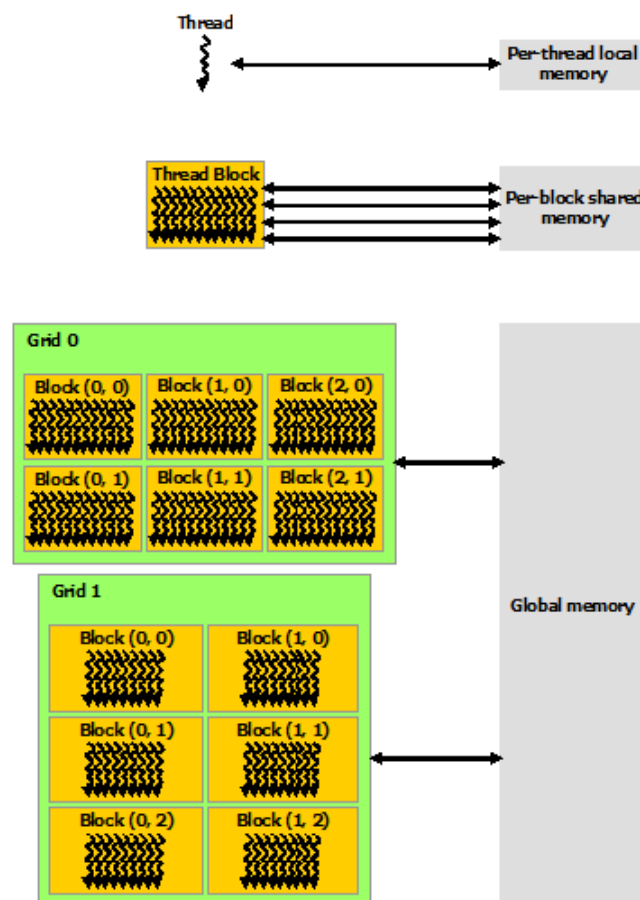 Thread
Per-thread local
memory
Thread Block
Per-block shared
memory
Grid 0
Block (0, 0)
Block (1, 0)
Block (2, 0)
Block (0, 1)
Block (1, 1)
Block (2, 1)
Grid 1
Block (0, 0)
Block (1, 0)
Block (0, 1)
Block (1, 1)
Block (0, 2)
Block (1, 2)
Global memory